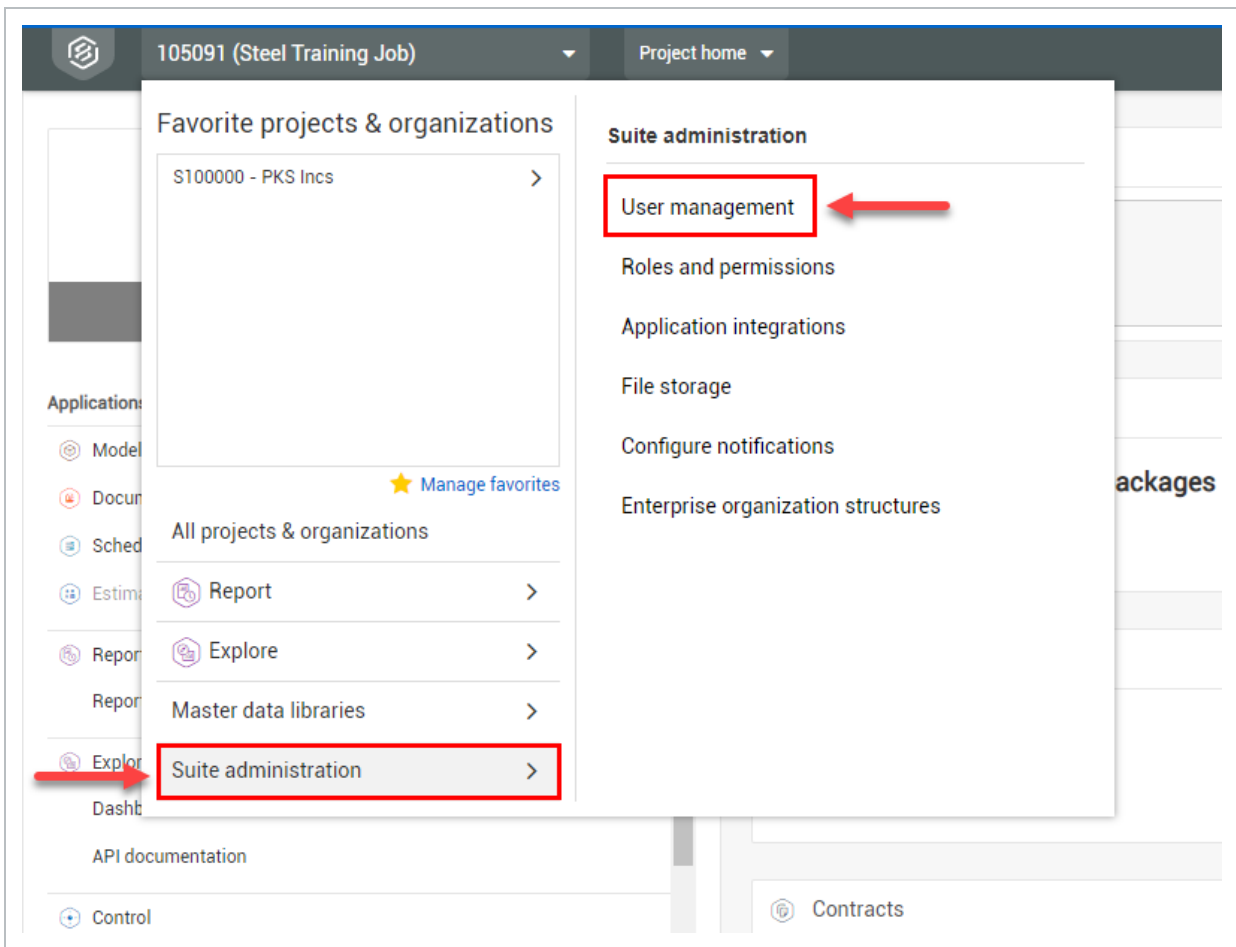 105091 (Steel Training Job)
Project home
Favorite projects & organizations
S100000 - PKS Incs
Manage favorites
All projects & organizations
Report
Explore
Master data libraries
Suite administration
Suite administration
User management
Roles and permissions
Application integrations
File storage
Configure notifications
Enterprise organization structures
Application
Model
Docum
Sched
Estima
Repor
Repor
Explor
Dashb
API documentation
Control
ackages
Contracts